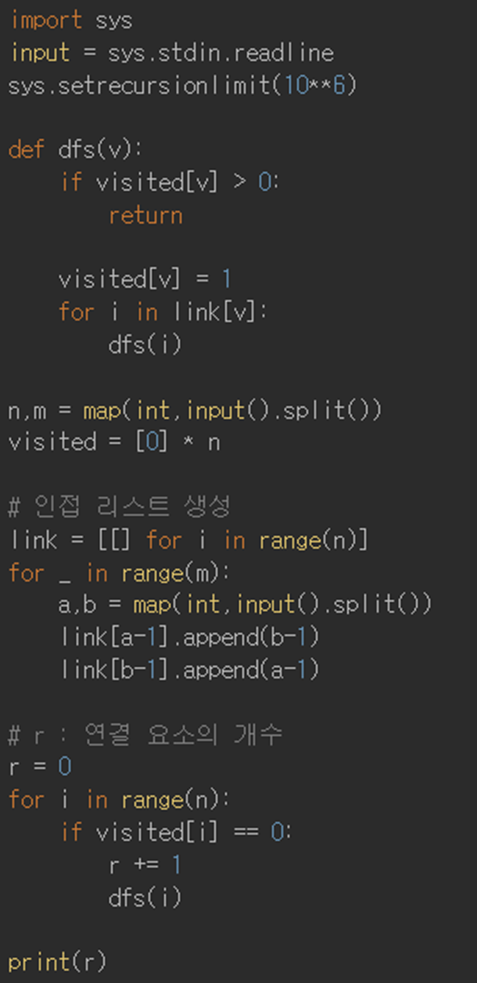 import sys
input = sys.stdin.readline
sys.setrecursionlimit(10**6)

def dfs(v):
    if visited[v] > 0:
        return

    visited[v] = 1
    for i in link[v]:
        dfs(i)

n,m = map(int,input().split())
visited = [0] * n

# 인접 리스트 생성
link = [[] for i in range(n)]
for _ in range(m):
    a,b = map(int,input().split())
    link[a-1].append(b-1)
    link[b-1].append(a-1)

# r : 연결 요소의 개수
r = 0
for i in range(n):
    if visited[i] == 0:
        r += 1
        dfs(i)

print(r)